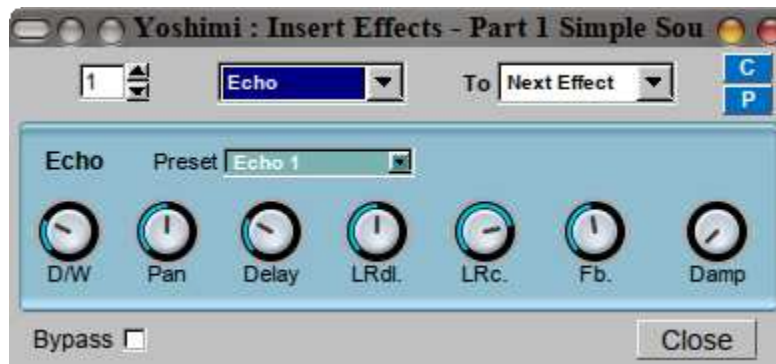 Yoshimi : Insert Effects - Part 1 Simple Sou
1 Echo To Next Effect C
P
Echo Preset Echo 1
D/W Pan Delay LRdl. LRc. Fb. Damp
Bypass Close